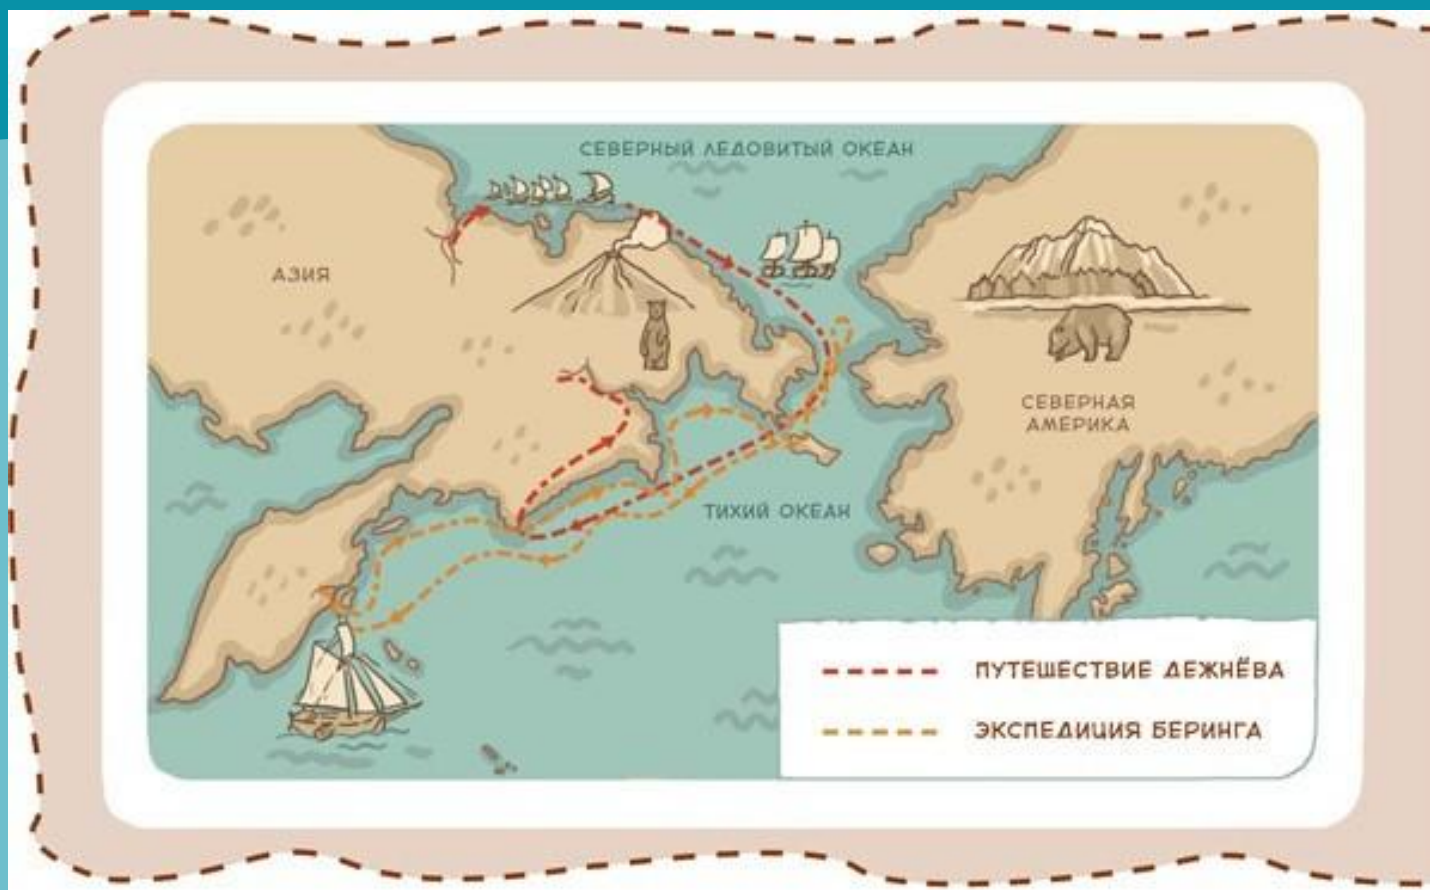 СЕВЕРНЫЙ ЛЕДОВИТЫЙ ОКЕАН
АЗИЯ
СЕВЕРНАЯ
АМЕРИКА
ТИХИЙ ОКЕАН
ПУТЕШЕСТВИЕ ДЕЖНЁВА
ЭКСПЕДИЦИЯ БЕРИНГА